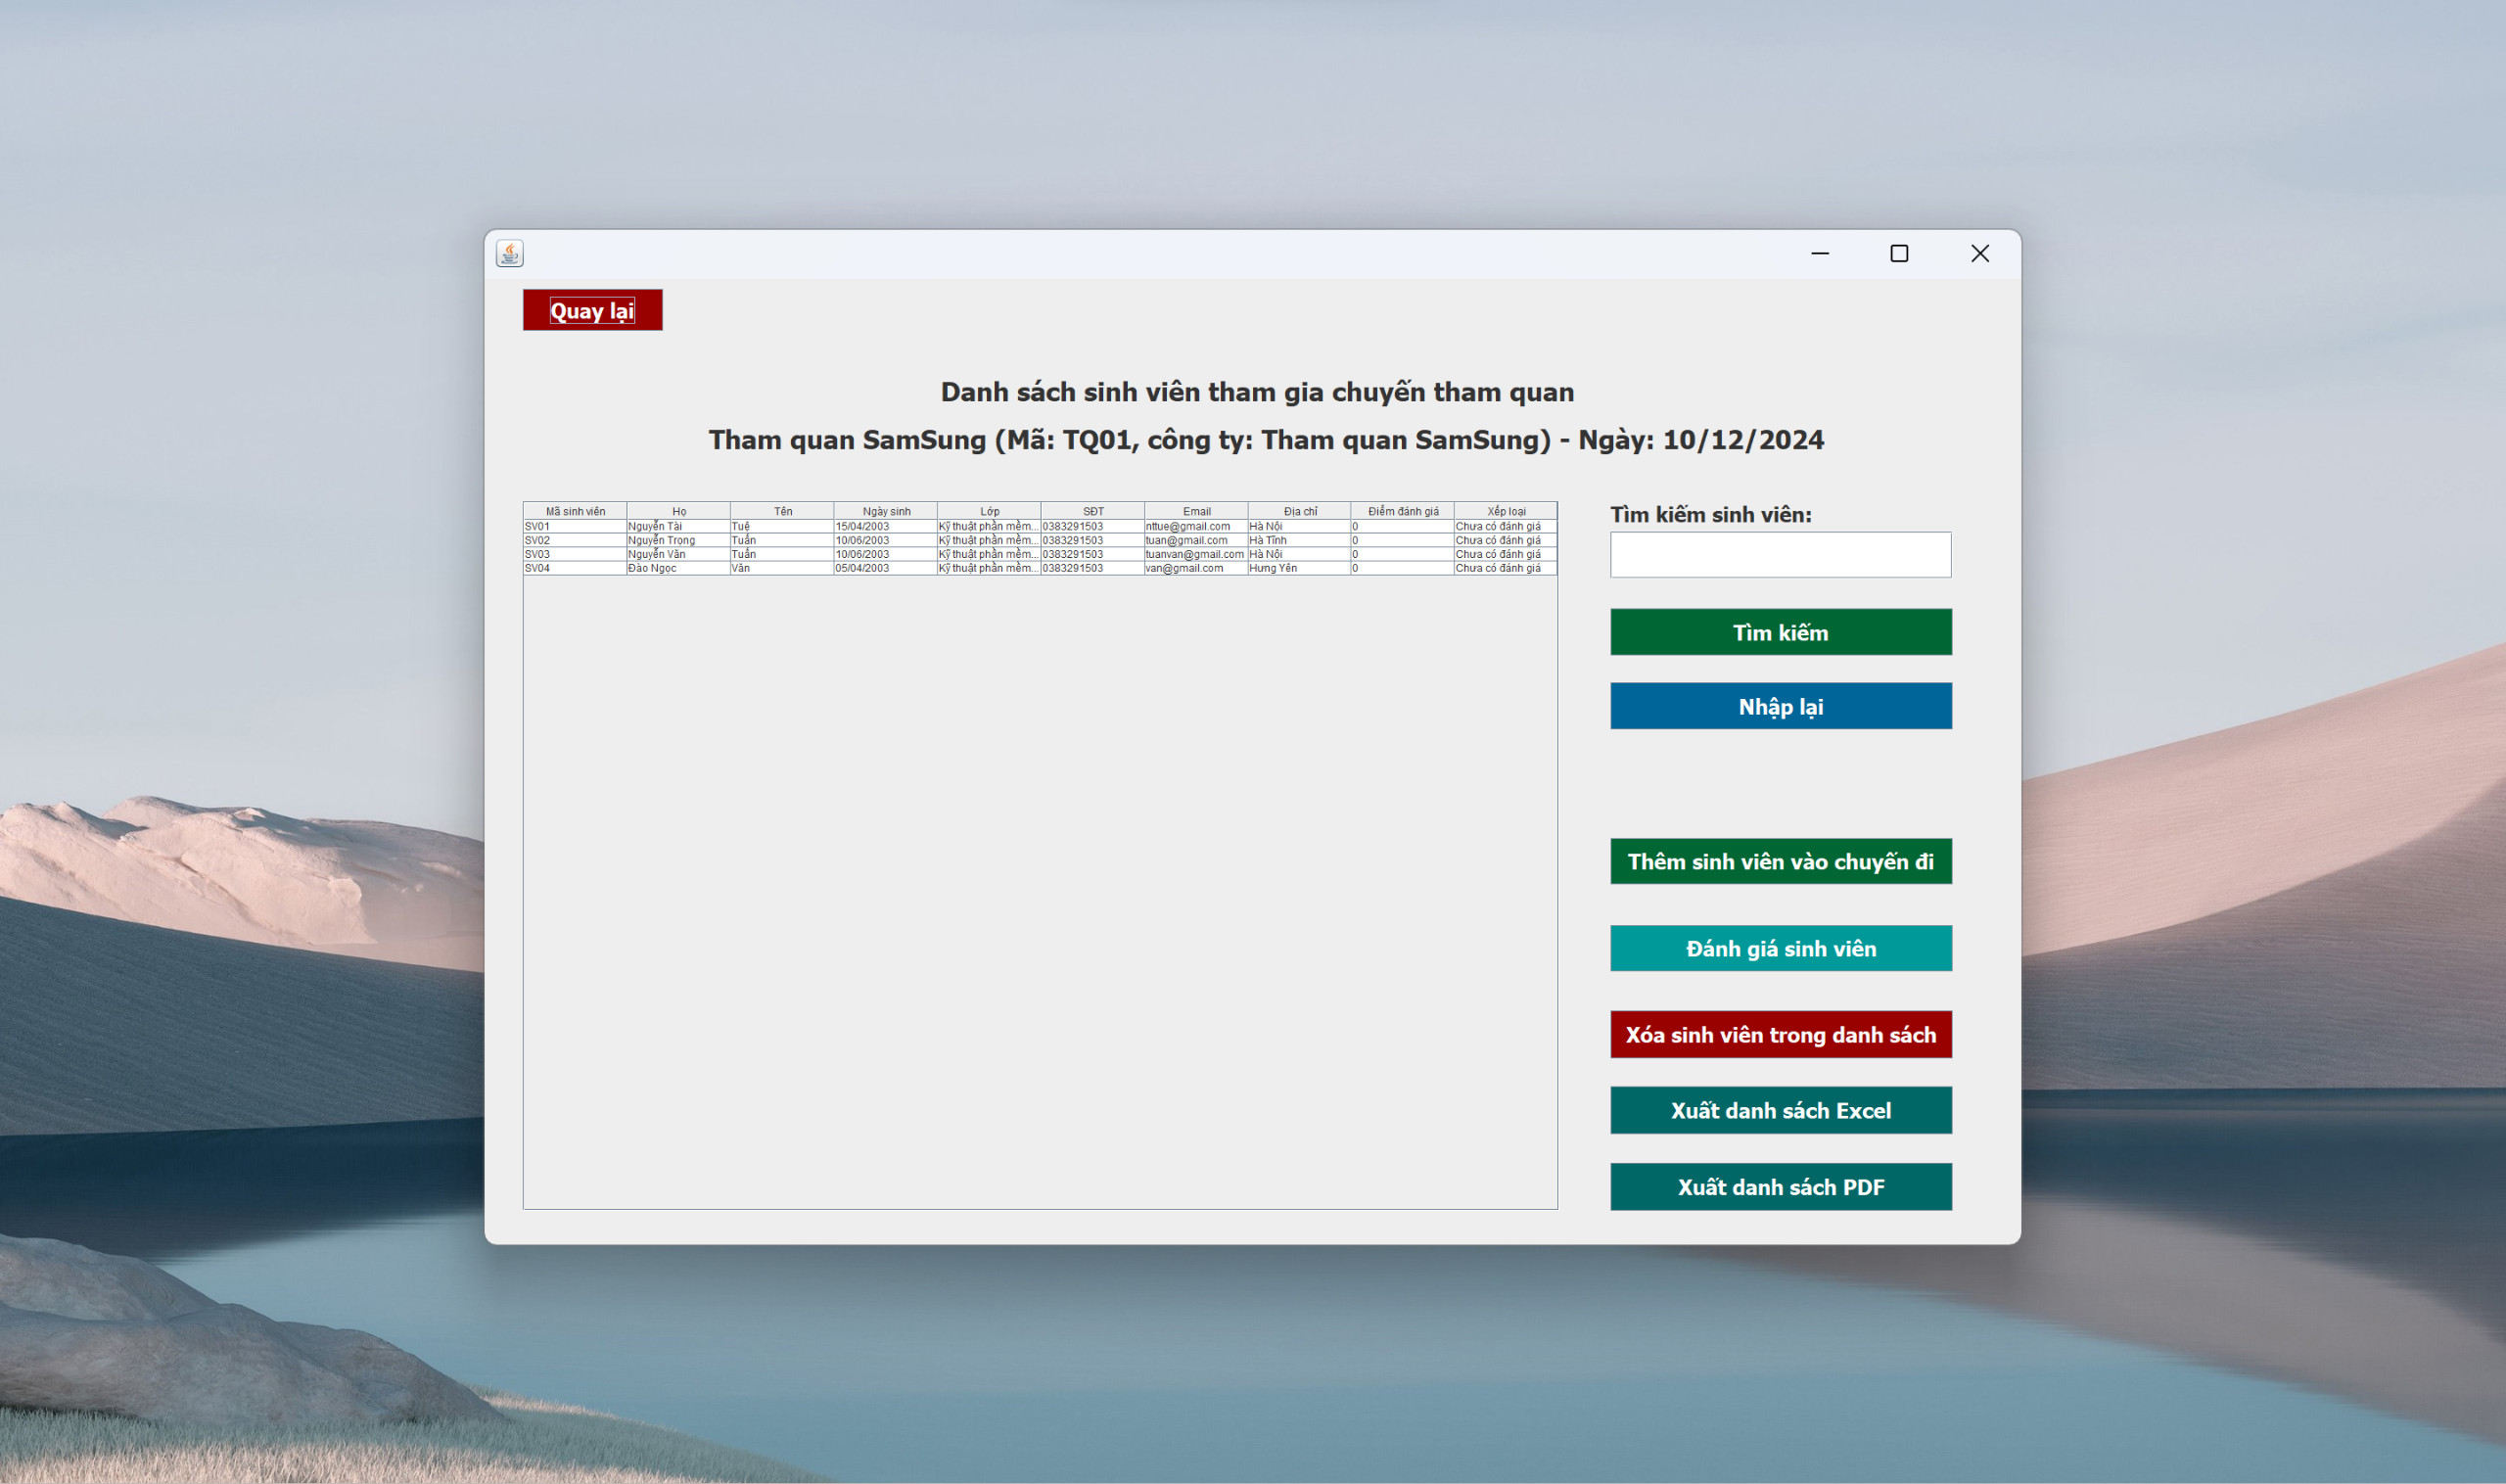 Quay lại
Danh sách sinh viên tham gia chuyến tham quan
Tham quan SamSung (Mã: TQ01, công ty: Tham quan SamSung) - Ngày: 10/12/2024
Mã sinh viên Họ Tên Ngày sinh Lớp SĐT Email Địa chỉ Điểm đánh giá Xếp loại
SV01 Nguyễn Tài Tuệ 15/04/2003 Kỹ thuật phần mềm... 0383291503 nttue@gmail.com Hà Nội 0 Chưa có đánh giá
SV02 Nguyễn Trọng Tuấn 10/06/2003 Kỹ thuật phần mềm... 0383291503 tuan@gmail.com Hà Tĩnh 0 Chưa có đánh giá
SV03 Nguyễn Văn Tuấn 10/06/2003 Kỹ thuật phần mềm... 0383291503 tuanvan@gmail.com Hà Nội 0 Chưa có đánh giá
SV04 Đào Ngọc Văn 05/04/2003 Kỹ thuật phần mềm... 0383291503 van@gmail.com Hưng Yên 0 Chưa có đánh giá
Tìm kiếm sinh viên:
Tìm kiếm
Nhập lại
Thêm sinh viên vào chuyến đi
Đánh giá sinh viên
Xóa sinh viên trong danh sách
Xuất danh sách Excel
Xuất danh sách PDF